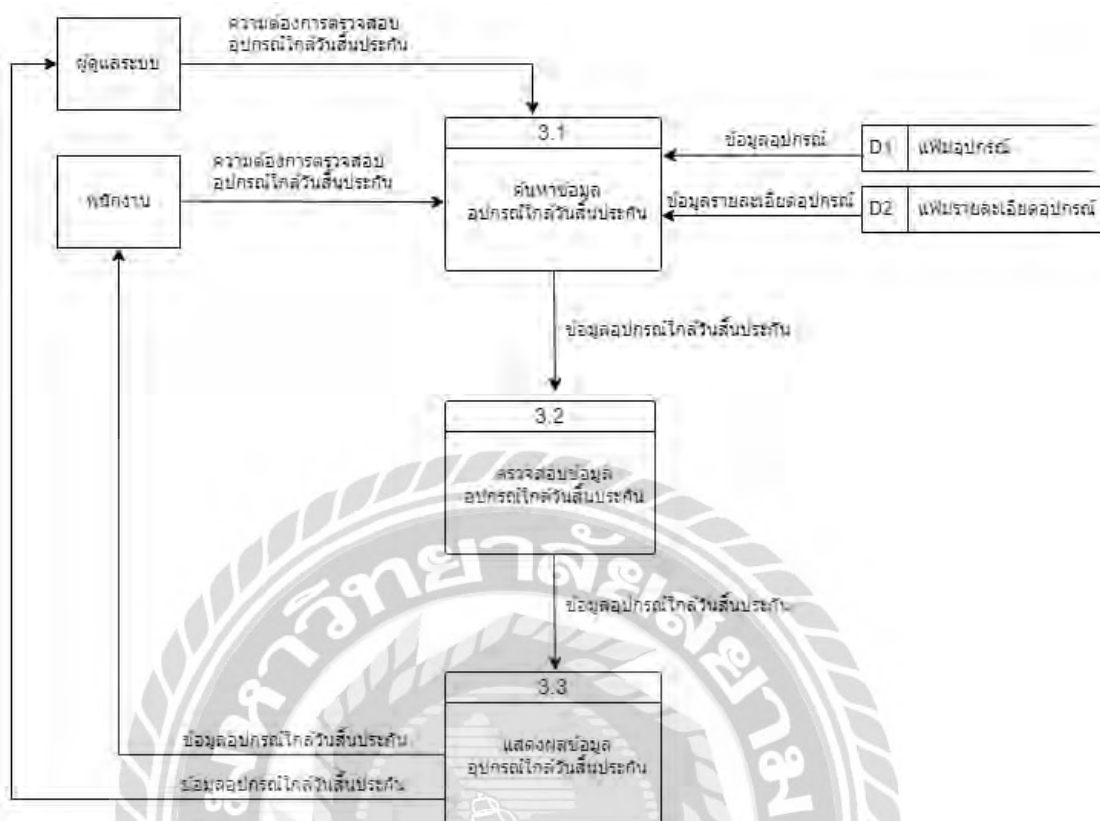 ความต้องการตรวจสอบ
อุปกรณ์ใกล้วันสิ้นประกัน
ผู้ดูแลระบบ
ความต้องการตรวจสอบ
อุปกรณ์ใกล้วันสิ้นประกัน
พนักงาน
3.1
ค้นหาข้อมูล
อุปกรณ์ใกล้วันสิ้นประกัน
ข้อมูลอุปกรณ์
D1 แฟ้มอุปกรณ์
ข้อมูลรายละเอียดอุปกรณ์
D2 แฟ้มรายละเอียดอุปกรณ์
ข้อมูลอุปกรณ์ใกล้วันสิ้นประกัน
3.2
ตรวจสอบข้อมูล
อุปกรณ์ใกล้วันสิ้นประกัน
ข้อมูลอุปกรณ์ใกล้วันสิ้นประกัน
3.3
แสดงผลข้อมูล
อุปกรณ์ใกล้วันสิ้นประกัน
ข้อมูลอุปกรณ์ใกล้วันสิ้นประกัน
ข้อมูลอุปกรณ์ใกล้วันสิ้นประกัน
มหาวิทยาลัยสยาม